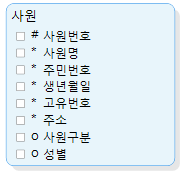 사원
# 사원번호
* 사원명
* 주민번호
* 생년월일
* 고유번호
* 주소
o 사원구분
o 성별